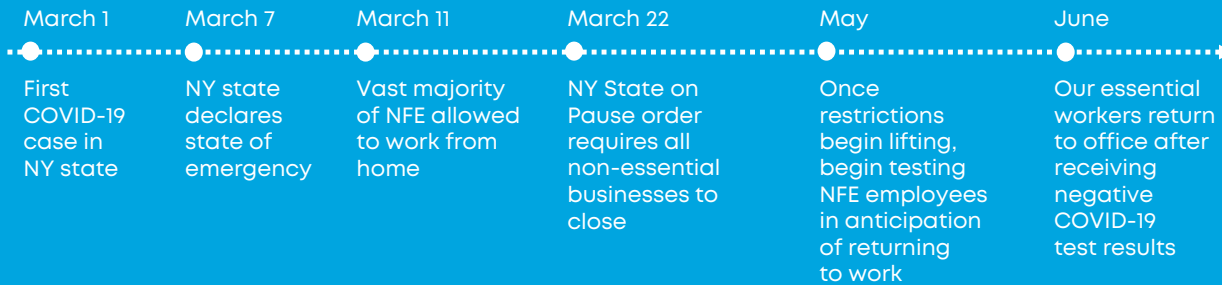 March 1
First
COVID-19
case in
NY state
March 7
NY state
declares
state of
emergency
March 11
Vast majority
of NFE allowed
to work from
home
March 22
NY State on
Pause order
requires all
non-essential
businesses to
close
May
Once
restrictions
begin lifting,
begin testing
NFE employees
in anticipation
of returning
to work
June
Our essential
workers return
to office after
receiving
negative
COVID-19
test results